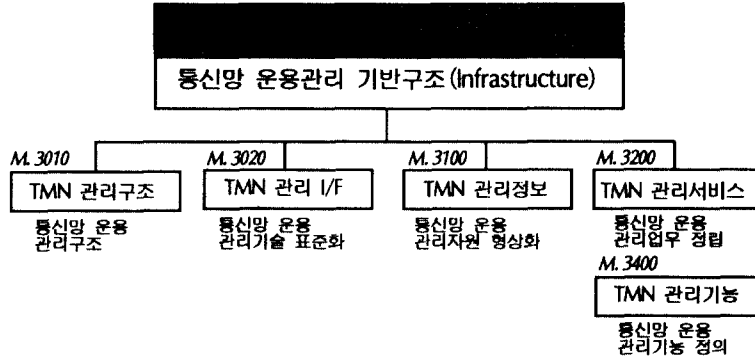 통신망 운용관리 기반구조(Infrastructure)
M. 3010
TMN 관리구조
통신망 운용
관리구조
M. 3020
TMN 관리 I/F
통신망 운용
관리기술 표준화
M. 3100
TMN 관리정보
통신망 운용
관리자원 형상화
M. 3200
TMN 관리서비스
통신망 운용
관리업무 정립
M. 3400
TMN 관리기능
통신망 운용
관리기능 정의